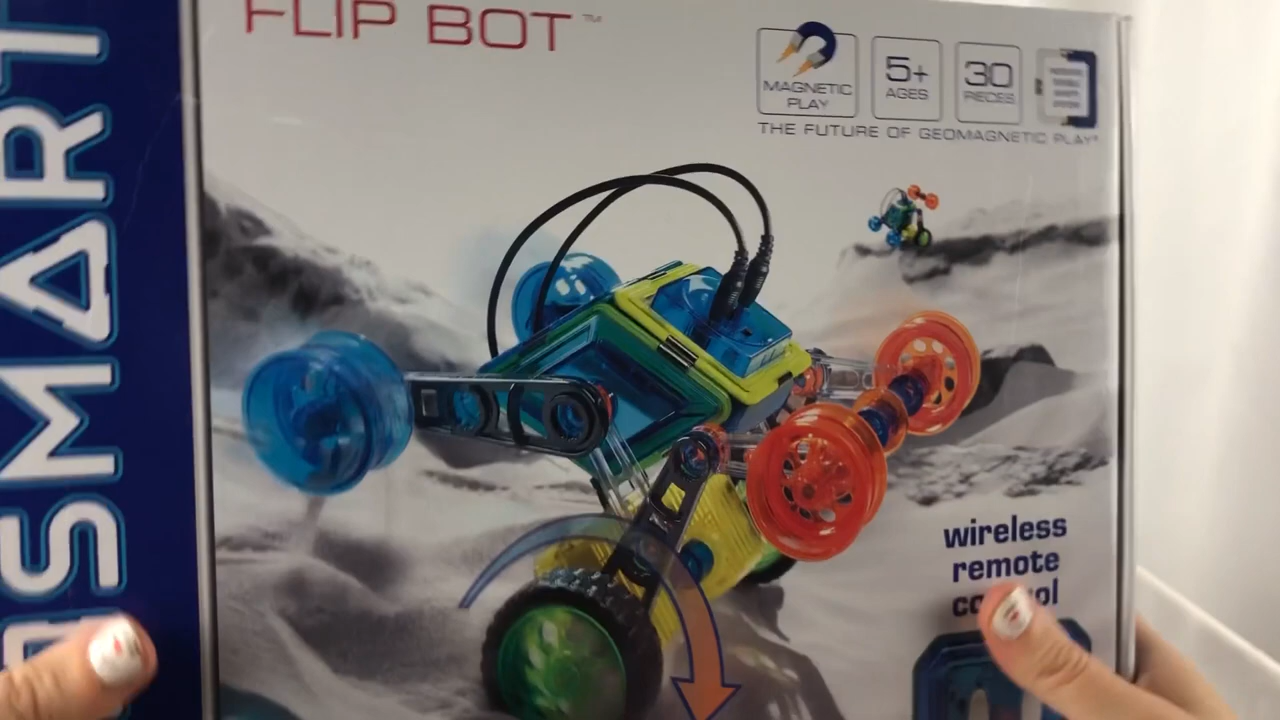 SMART
FLIP BOT™
MAGNETIC
PLAY
5+
AGES
30
PIECES
THE FUTURE OF GEOMAGNETIC PLAY
wireless
remote